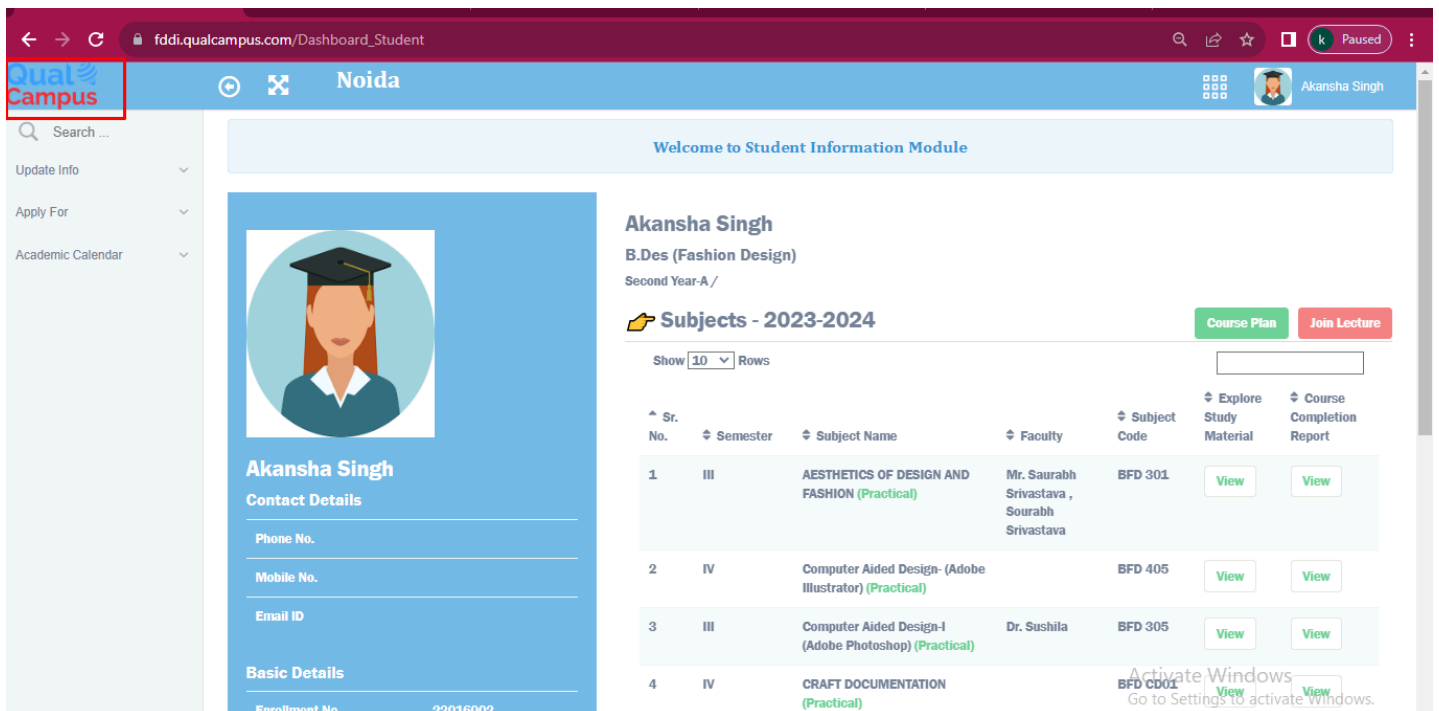 fddi.qualcampus.com/Dashboard_Student
k Paused
Qual
Campus
Noida
Akansha Singh
Search ...
Update Info
Apply For
Academic Calendar
Welcome to Student Information Module
Akansha Singh
Contact Details
Phone No.
Mobile No.
Email ID
Basic Details
Enrollment No. 22016002
Akansha Singh
B.Des (Fashion Design)
Second Year-A /
Subjects - 2023-2024
Course Plan
Join Lecture
Show 10 Rows
Sr. No. Semester Subject Name Faculty Subject Code Explore Study Material Course Completion Report
1 III AESTHETICS OF DESIGN AND BFD 301 View View
FASHION (Practical)
Mr. Saurabh
Srivastava ,
Sourabh
Srivastava
2 IV Computer Aided Design- (Adobe BFD 405 View View
Illustrator) (Practical)
3 III Computer Aided Design-I Dr. Sushila BFD 305 View View
(Adobe Photoshop) (Practical)
4 IV CRAFT DOCUMENTATION BFD CD01 View View
(Practical)
Activate Windows
Go to Settings to activate Windows.